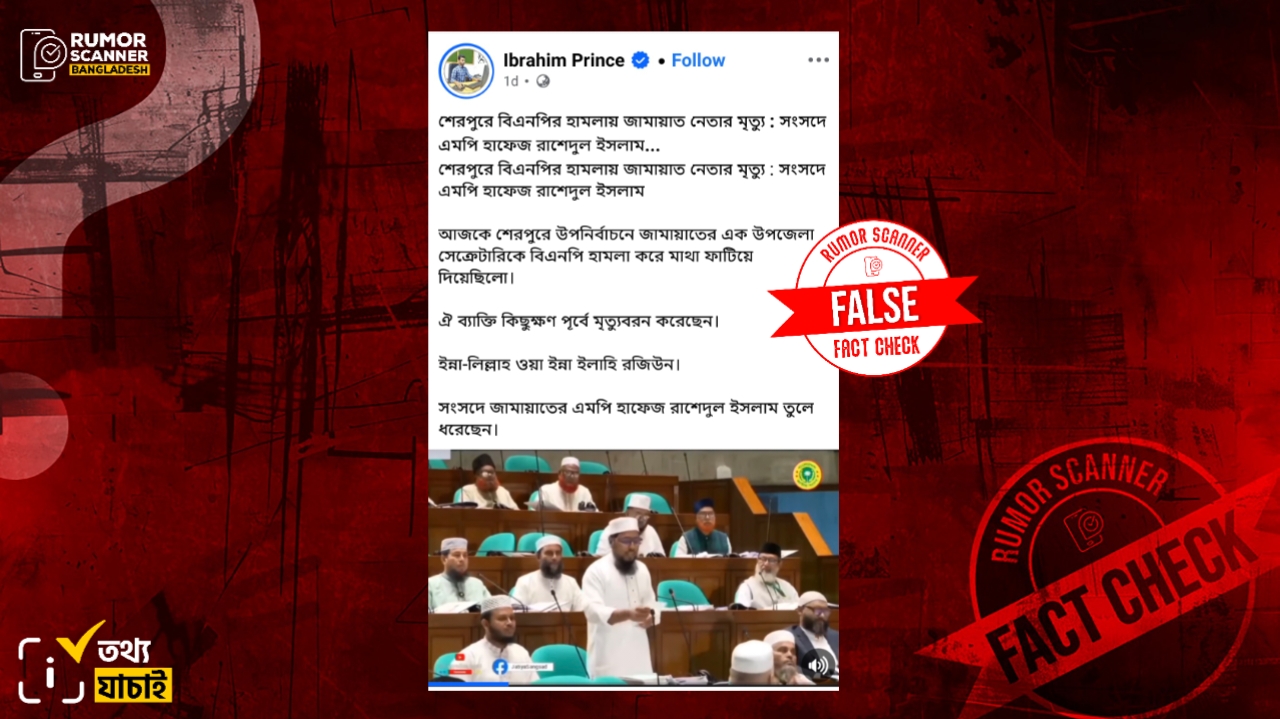 RUMOR
SCANNER
BANGLADESH
Ibrahim Prince • Follow
1d •
শেরপুরে বিএনপির হামলায় জামায়াত নেতার মৃত্যু : সংসদে
এমপি হাফেজ রাশেদুল ইসলাম...
শেরপুরে বিএনপির হামলায় জামায়াত নেতার মৃত্যু : সংসদে
এমপি হাফেজ রাশেদুল ইসলাম
আজকে শেরপুরে উপনির্বাচনে জামায়াতের এক উপজেলা
সেক্রেটারিকে বিএনপি হামলা করে মাথা ফাটিয়ে
দিয়েছিলো।
ঐ ব্যাক্তি কিছুক্ষণ পূর্বে মৃত্যুবরন করেছেন।
ইন্না-লিল্লাহ ওয়া ইন্না ইলাহি রজিউন।
সংসদে জামায়াতের এমপি হাফেজ রাশেদুল ইসলাম তুলে
ধরেছেন।
RUMOR SCANNER
FALSE
FACT CHECK
RUMOR SCANNER
FACT CHECK
তথ্য
যাচাই